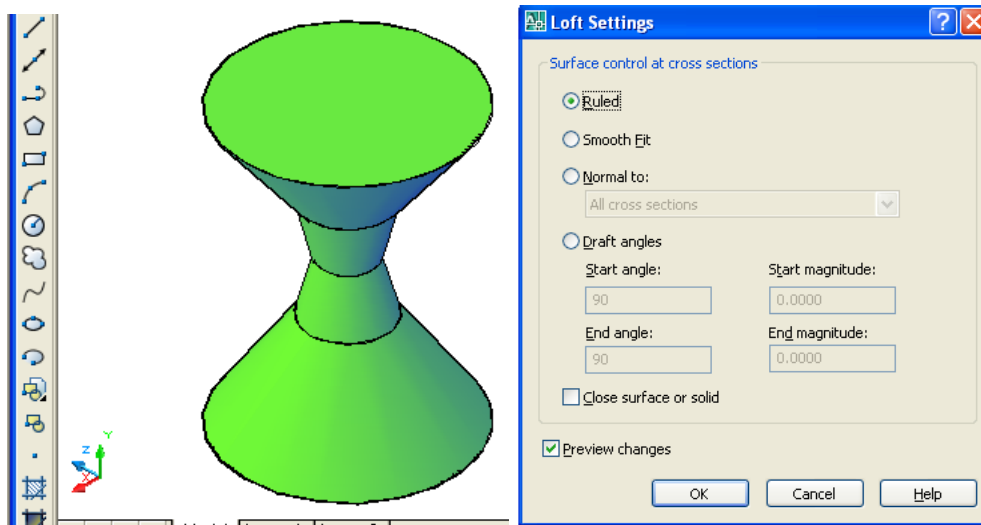 Loft Settings
Surface control at cross sections
Ruled
Smooth Fit
Normal to:
All cross sections
Draft angles
Start angle: Start magnitude:
90 0.0000
End angle: End magnitude:
90 0.0000
Close surface or solid
Preview changes
OK Cancel Help
Z Y
X